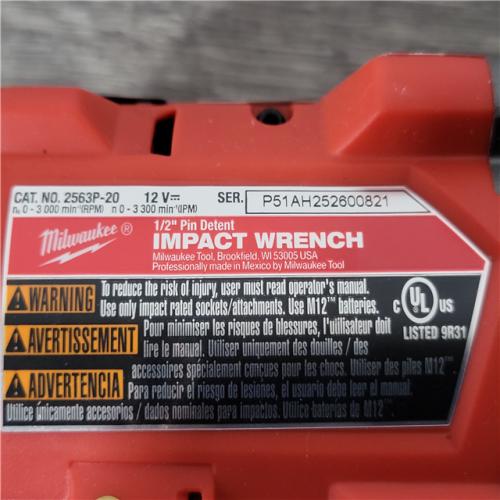 CAT. NO. 2563P-20 12 V⎓ SER. P51AH252600821
n₀ 0 - 3 000 min⁻¹(RPM) n 0 - 3 300 min⁻¹(IPM)
Milwaukee ®
1/2" Pin Detent
IMPACT WRENCH
Milwaukee Tool, Brookfield, WI 53005 USA
Professionally made in Mexico by Milwaukee Tool
WARNING To reduce the risk of injury, user must read operator's manual.
Use only impact rated sockets/attachments. Use M12™ batteries.
C UL US
LISTED 9R31
AVERTISSEMENT Pour minimiser les risques de blessures, l'utilisateur doit
lire le manuel. Utiliser uniquement des douilles / des
accessoires spécialement conçues pour les chocs. Utiliser des piles M12™.
ADVERTENCIA Para reducir el riesgo de lesiones, el usuario debe leer el manual.
Utilice únicamente accesorios / dados nominales para impactos. Utilice baterías de M12™.